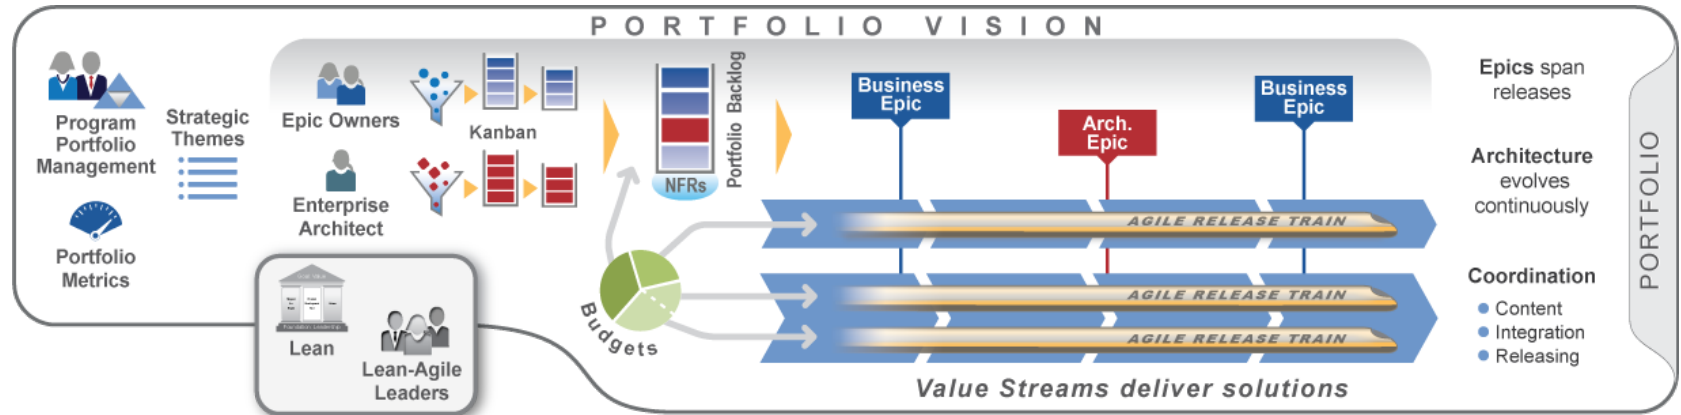 PORTFOLIO VISION
Program
Portfolio
Management
Strategic
Themes
Portfolio
Metrics
Epic Owners
Kanban
Enterprise
Architect
Portfolio Backlog
NFRs
Budgets
Lean
Lean-Agile
Leaders
Business
Epic
Arch.
Epic
Business
Epic
AGILE RELEASE TRAIN
AGILE RELEASE TRAIN
AGILE RELEASE TRAIN
Value Streams deliver solutions
Epics span
releases
Architecture
evolves
continuously
Coordination
Content
Integration
Releasing
PORTFOLIO